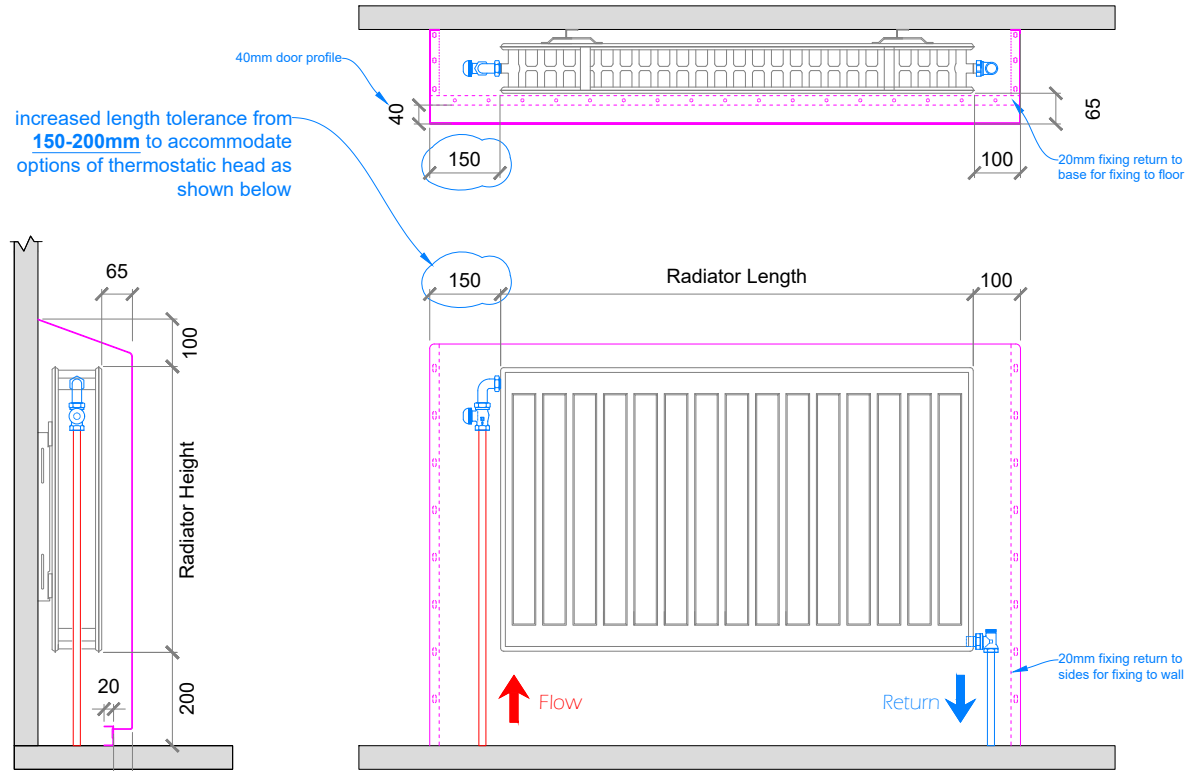 40mm door profile
40
65
150
100
20mm fixing return to
base for fixing to floor
increased length tolerance from
150-200mm to accommodate
options of thermostatic head as
shown below
65
100
Radiator Height
20
200
150
Radiator Length
100
Flow
Return
20mm fixing return to
sides for fixing to wall